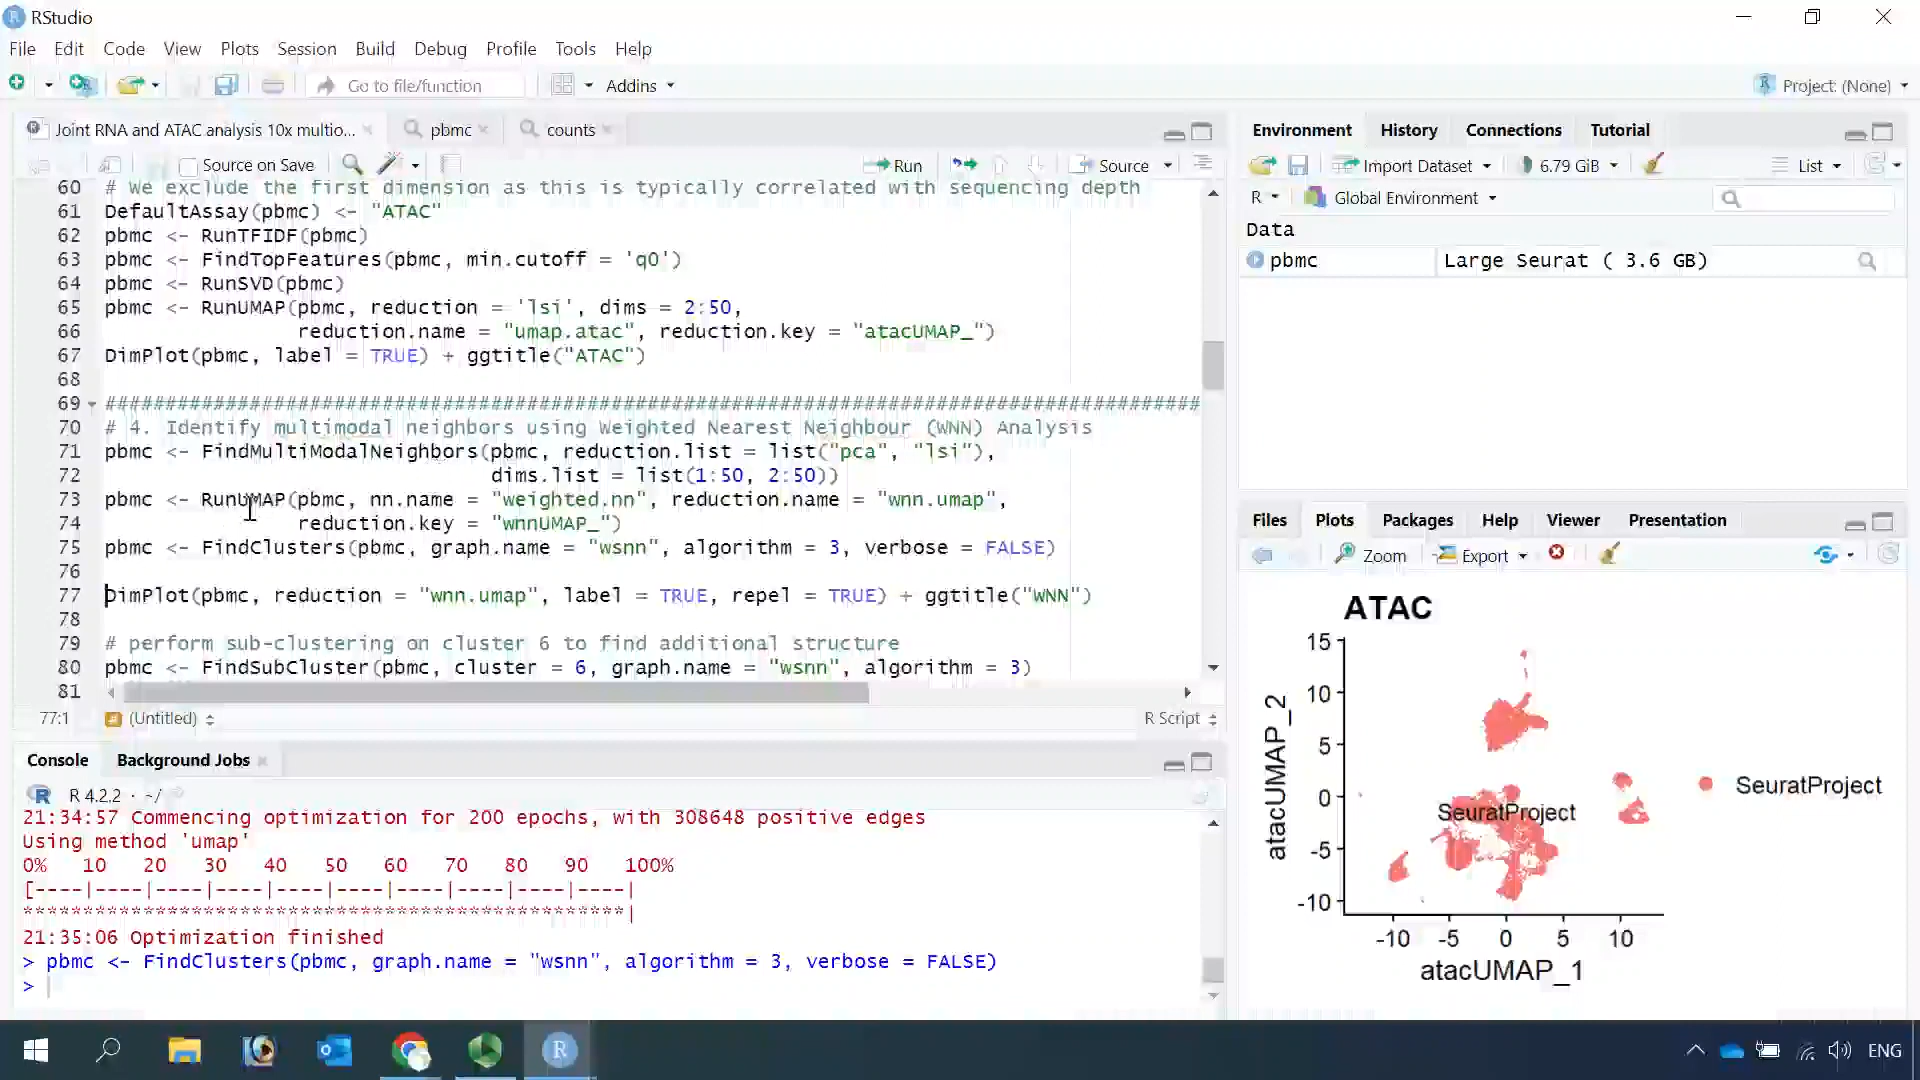 RStudio
File Edit Code View Plots Session Build Debug Profile Tools Help
Go to file/function Addins Project: (None)
Joint RNA and ATAC analysis 10x multio... pbmc counts
Source on Save Run Source
60 # We exclude the first dimension as this is typically correlated with sequencing depth
61 DefaultAssay(pbmc) <- "ATAC"
62 pbmc <- RunTFIDF(pbmc)
63 pbmc <- FindTopFeatures(pbmc, min.cutoff = 'q0')
64 pbmc <- RunSVD(pbmc)
65 pbmc <- RunUMAP(pbmc, reduction = 'lsi', dims = 2:50,
66 reduction.name = "umap.atac", reduction.key = "atacUMAP_")
67 DimPlot(pbmc, label = TRUE) + ggtitle("ATAC")
68
69 ###########################################################################################
70 # 4. Identify multimodal neighbors using Weighted Nearest Neighbour (WNN) Analysis
71 pbmc <- FindMultiModalNeighbors(pbmc, reduction.list = list("pca", "lsi"),
72 dims.list = list(1:50, 2:50))
73 pbmc <- RunUMAP(pbmc, nn.name = "weighted.nn", reduction.name = "wnn.umap",
74 reduction.key = "wnnUMAP_")
75 pbmc <- FindClusters(pbmc, graph.name = "wsnn", algorithm = 3, verbose = FALSE)
76
77 DimPlot(pbmc, reduction = "wnn.umap", label = TRUE, repel = TRUE) + ggtitle("WNN")
78
79 # perform sub-clustering on cluster 6 to find additional structure
80 pbmc <- FindSubCluster(pbmc, cluster = 6, graph.name = "wsnn", algorithm = 3)
81
77:1 (Untitled) R Script
Console Background Jobs
R 4.2.2 · ~/
21:34:57 Commencing optimization for 200 epochs, with 308648 positive edges
Using method 'umap'
0% 10 20 30 40 50 60 70 80 90 100%
[----|----|----|----|----|----|----|----|----|----|
**************************************************|
21:35:06 Optimization finished
> pbmc <- FindClusters(pbmc, graph.name = "wsnn", algorithm = 3, verbose = FALSE)
>
Environment History Connections Tutorial
Import Dataset 6.79 GiB List
R Global Environment
Data
pbmc Large Seurat ( 3.6 GB)
Files Plots Packages Help Viewer Presentation
Zoom Export
ATAC
atacUMAP_2
15
10
5
0
-5
-10
SeuratProject
SeuratProject
-10 -5 0 5 10
atacUMAP_1
ENG